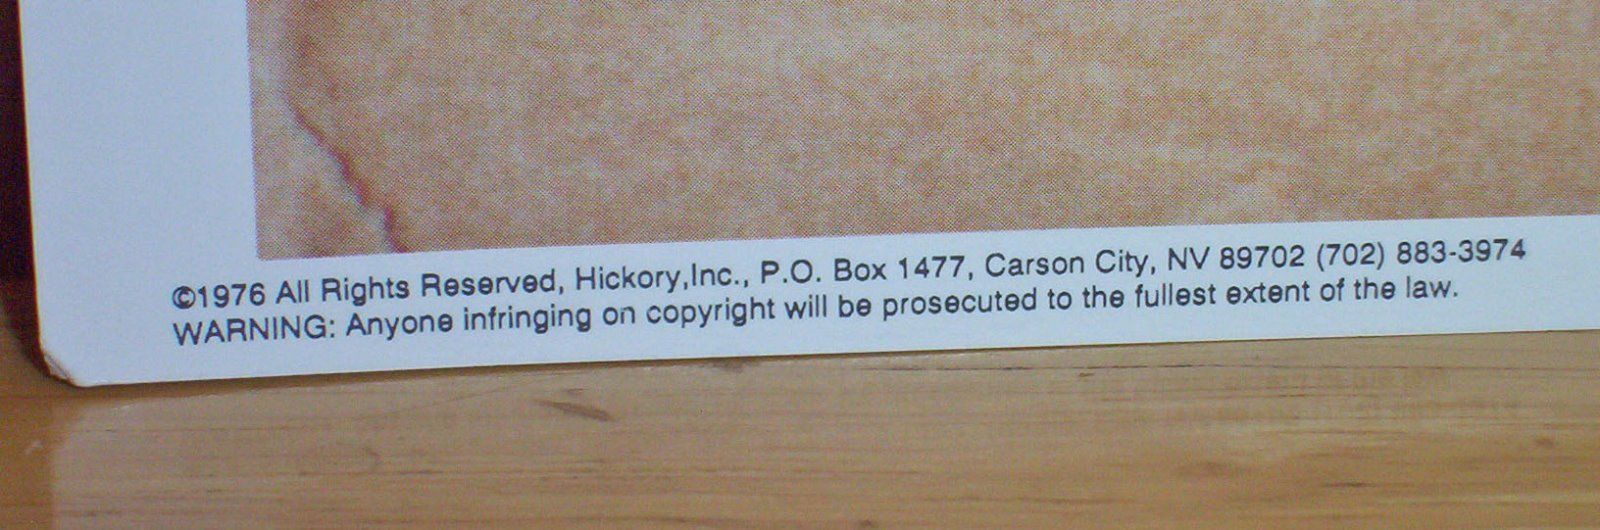 ©1976 All Rights Reserved, Hickory,Inc., P.O. Box 1477, Carson City, NV 89702 (702) 883-3974
WARNING: Anyone infringing on copyright will be prosecuted to the fullest extent of the law.